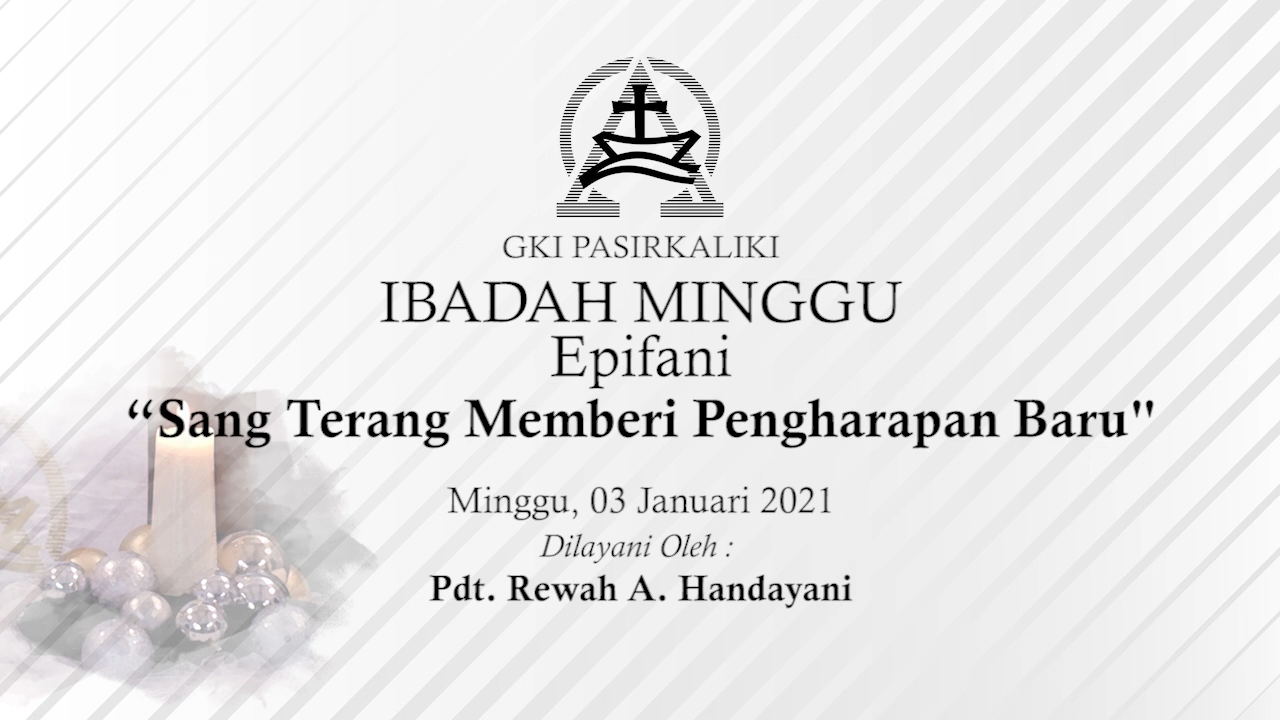 GKI PASIRKALIKI
IBADAH MINGGU
Epifani
“Sang Terang Memberi Pengharapan Baru"
Minggu, 03 Januari 2021
Dilayani Oleh :
Pdt. Rewah A. Handayani